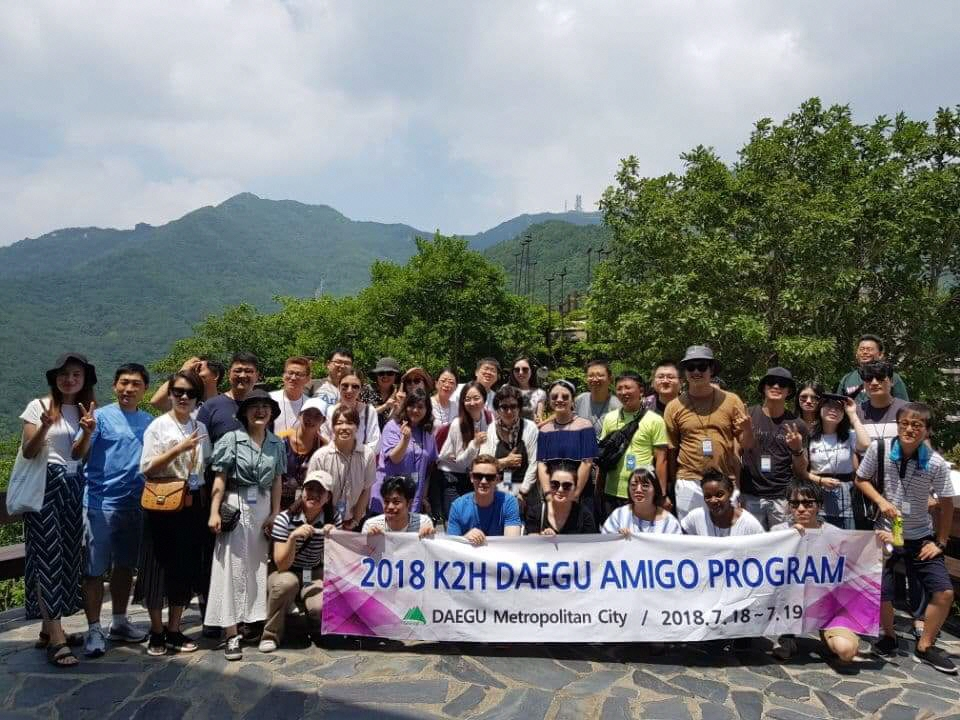 2018 K2H DAEGU AMIGO PROGRAM
DAEGU Metropolitan City / 2018.7.18~7.19